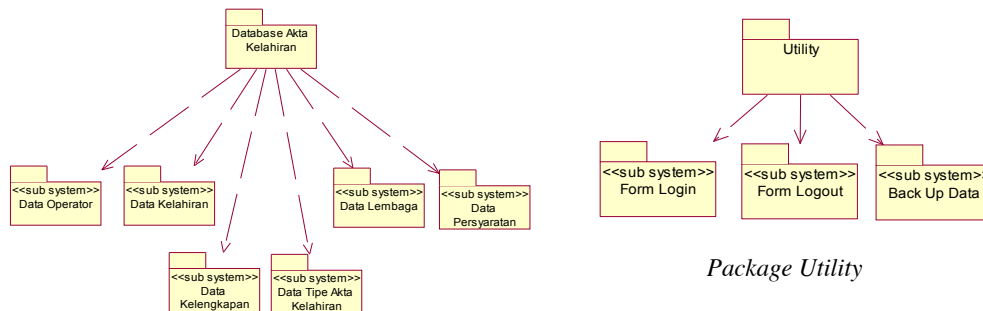 Database Akta
Kelahiran
<<sub system>>
Data Operator
<<sub system>>
Data Kelahiran
<<sub system>>
Data Lembaga
<<sub system>>
Data
Persyaratan
<<sub system>>
Data
Kelengkapan
<<sub system>>
Data Tipe Akta
Kelahiran
Utility
<<sub system>>
Form Login
<<sub system>>
Form Logout
<<sub system>>
Back Up Data
Package Utility